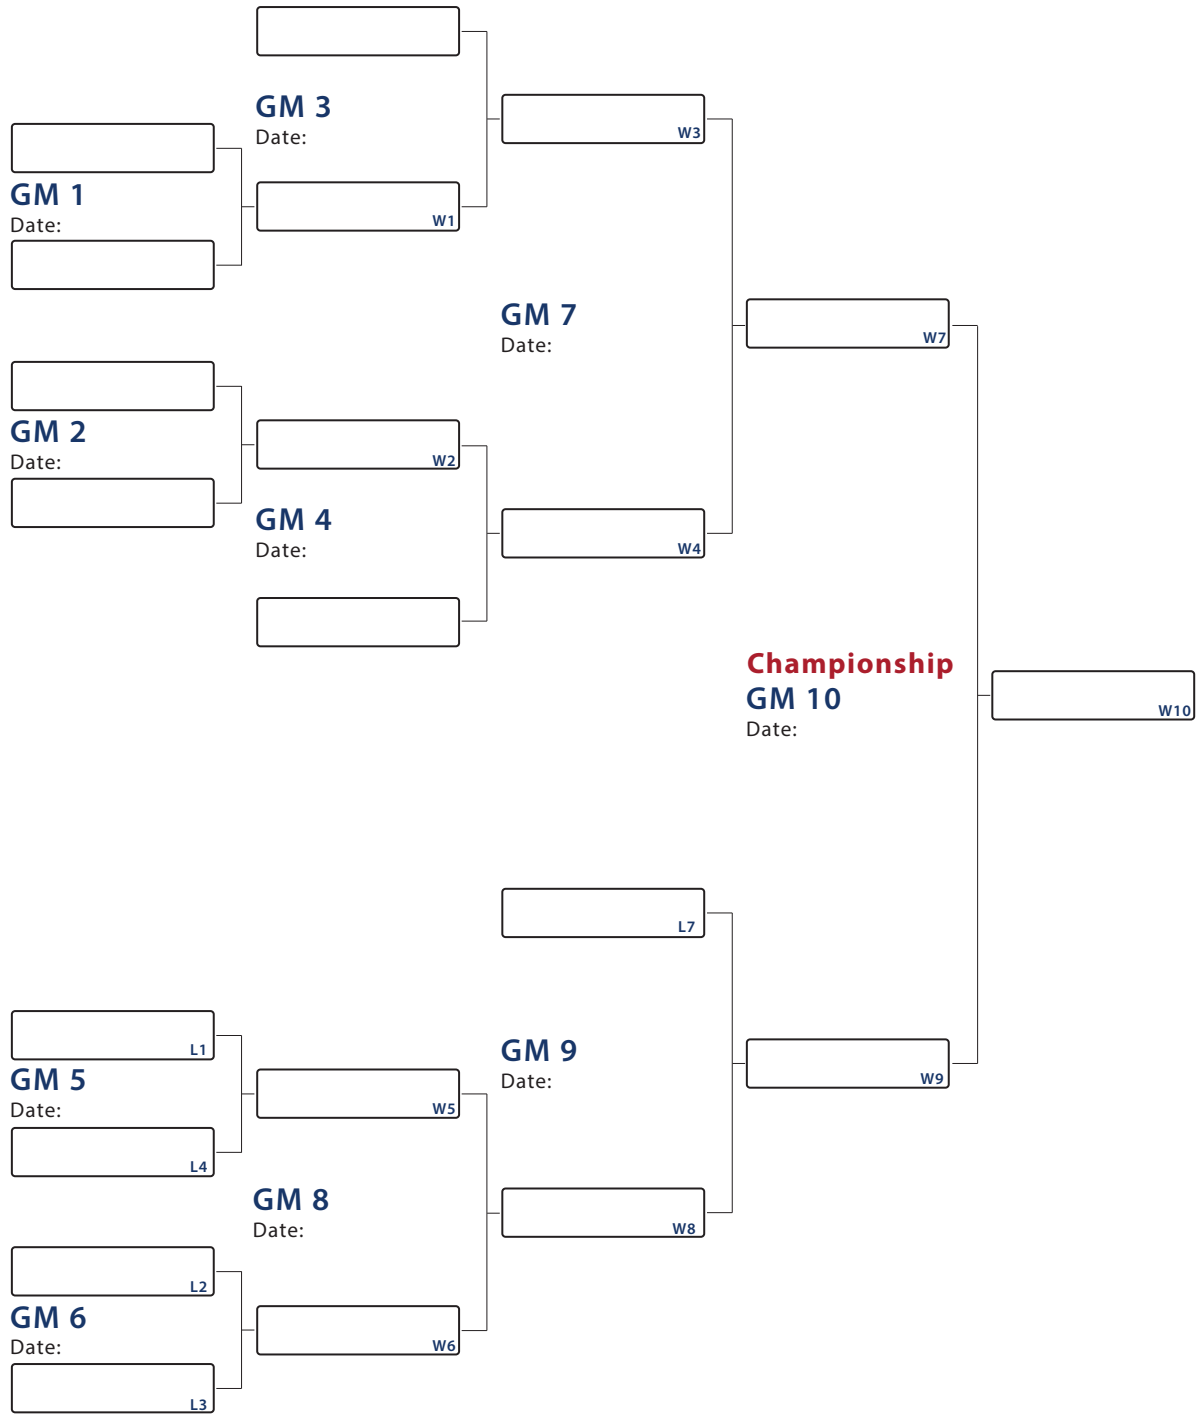 GM 3
Date:
W3
GM 1
Date:
W1
GM 7
Date:
W7
GM 2
Date:
W2
GM 4
Date:
W4
Championship
GM 10
Date:
W10
L7
L1
GM 5
Date:
W5
GM 9
Date:
W9
L4
GM 8
Date:
W8
L2
GM 6
Date:
W6
L3